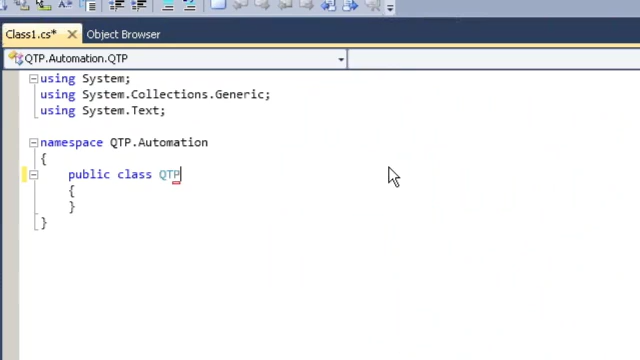 Class1.cs* Object Browser
QTP.Automation.QTP
using System;
using System.Collections.Generic;
using System.Text;
namespace QTP.Automation
{
public class QTP
{
}
}